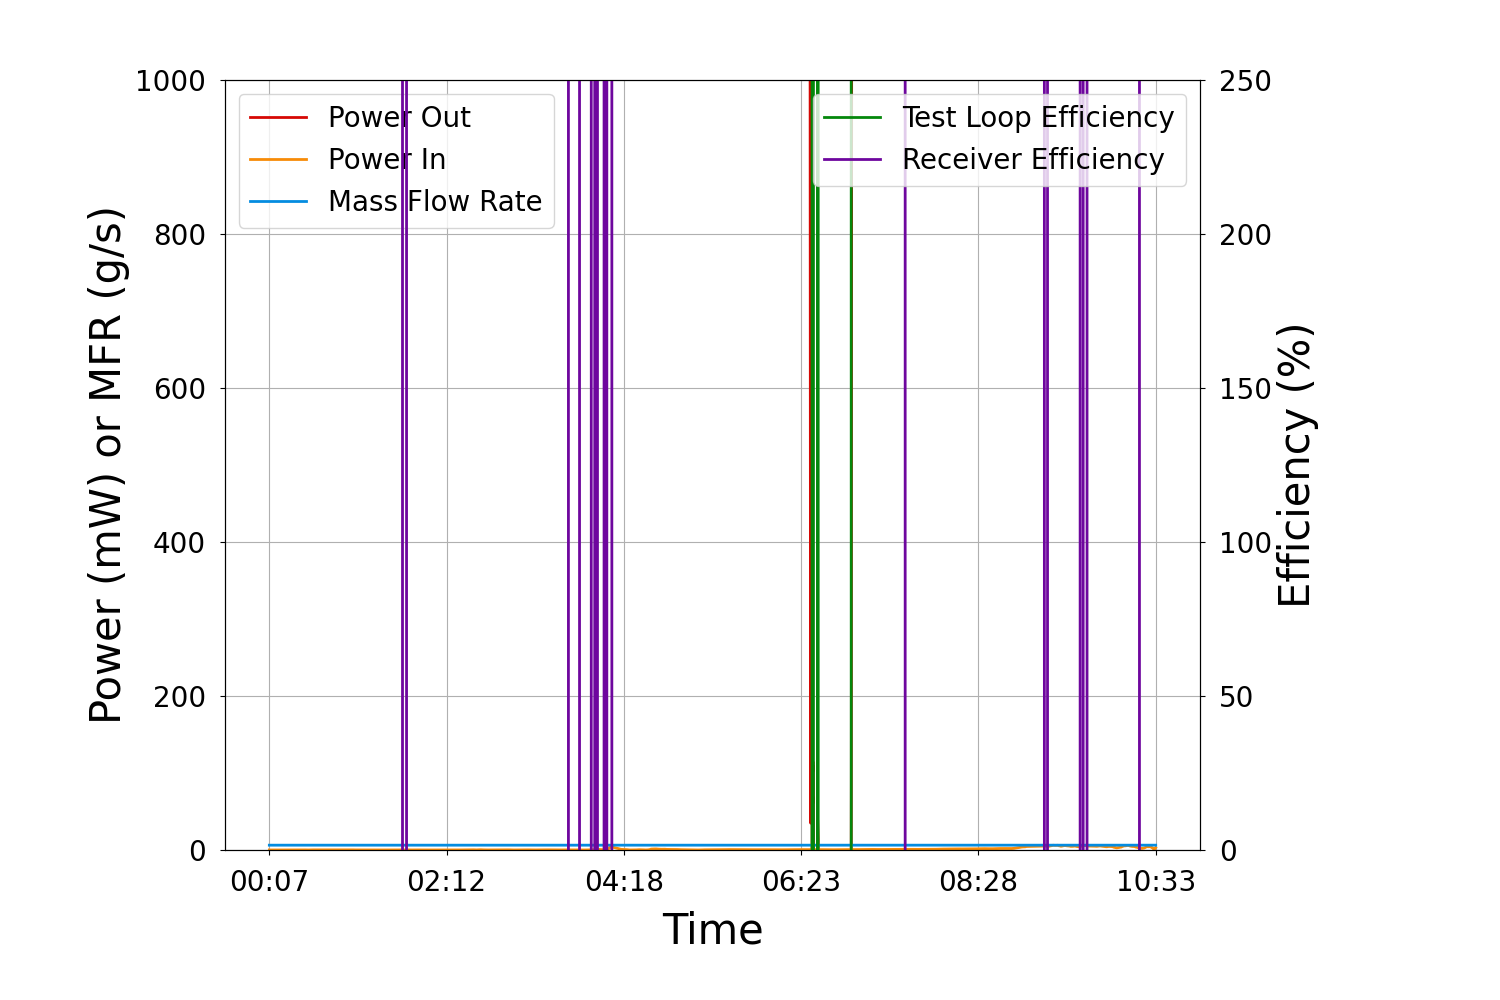 1000
800
600
400
200
0
Power (mW) or MFR (g/s)
Power Out
Power In
Mass Flow Rate
Test Loop Efficiency
Receiver Efficiency
250
200
150
100
50
0
Efficiency (%)
00:07 02:12 04:18 06:23 08:28 10:33
Time